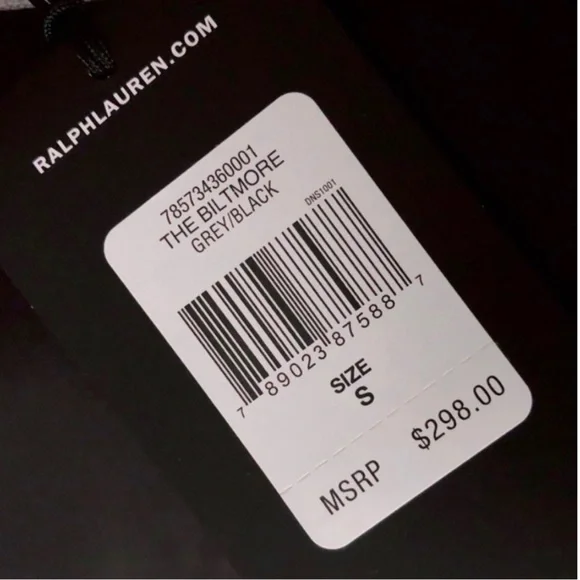 RALPHLAUREN.COM
785734360001
THE BILTMORE
GREY/BLACK
DNS1001
7 89023 87588 7
SIZE
S
MSRP $298.00